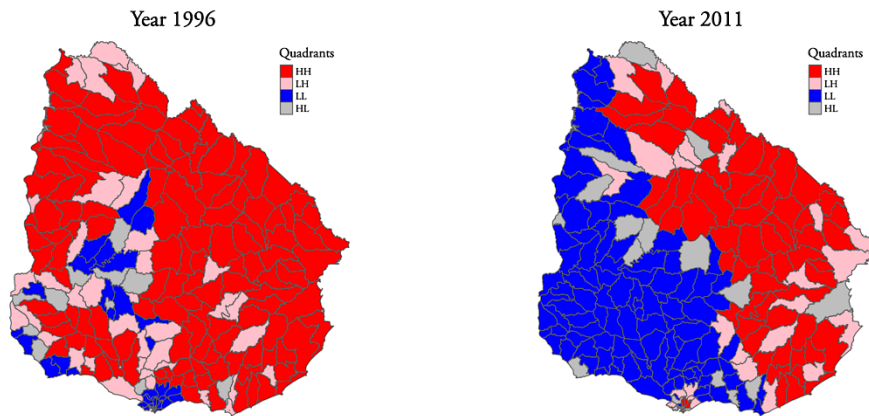 Year 1996
Quadrants
HH
LH
LL
HL
Year 2011
Quadrants
HH
LH
LL
HL